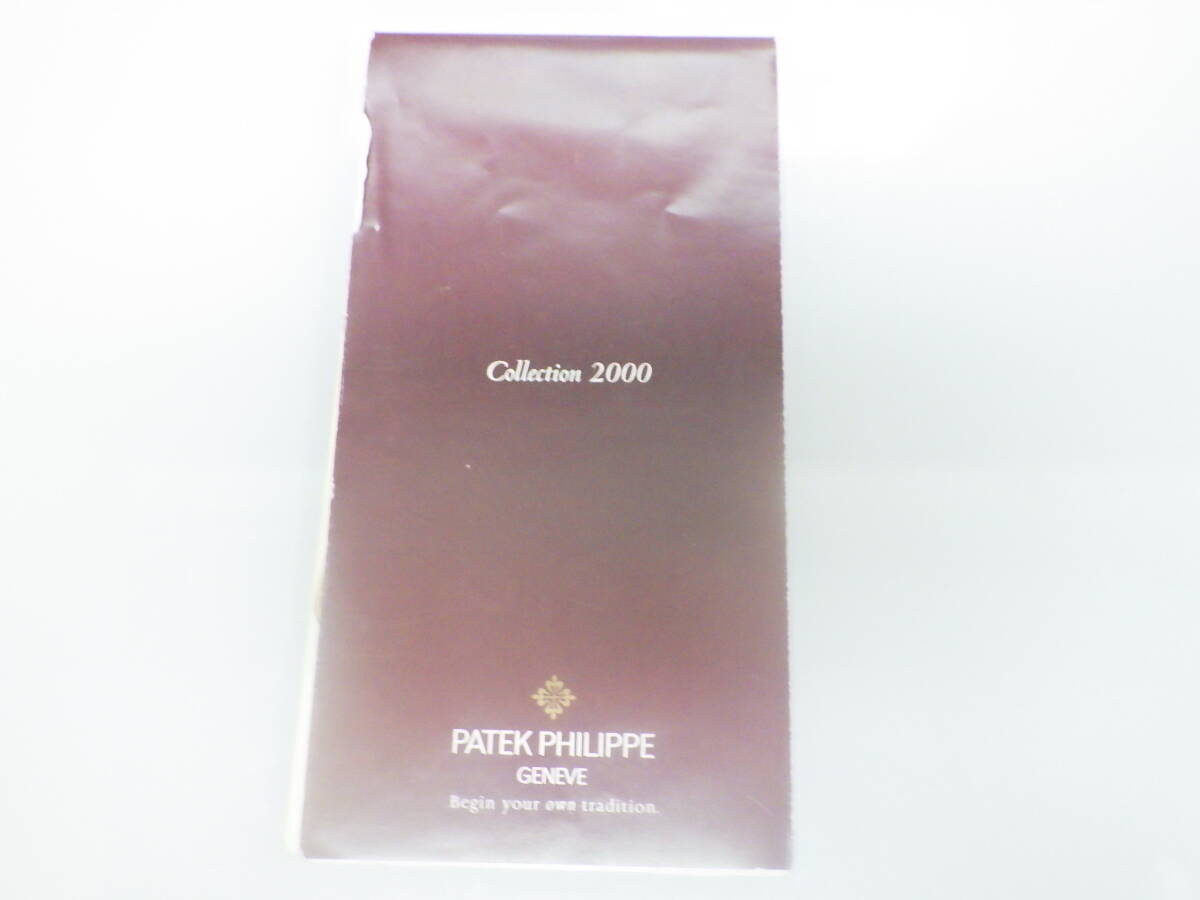 Collection 2000
PATEK PHILIPPE
GENEVE
Begin your own tradition.